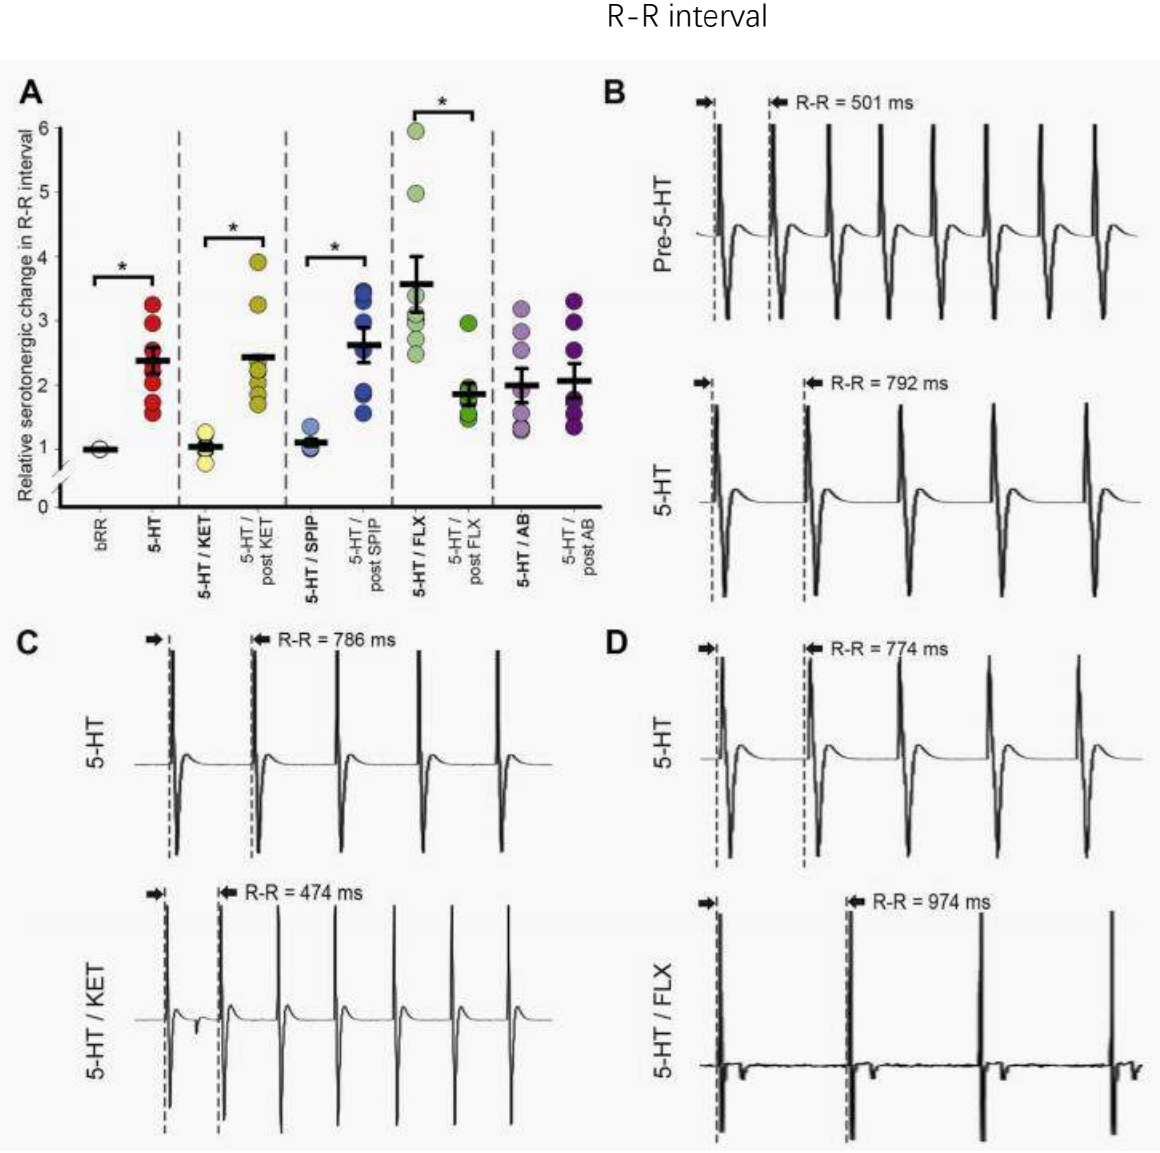 R-R interval
A
Relative serotonergic change in R-R interval
6
5
4
3
2
1
0
*
*
*
*
bRR
5-HT
5-HT / KET
5-HT /
post KET
5-HT / SPIP
5-HT /
post SPIP
5-HT / FLX
5-HT /
post FLX
5-HT / AB
5-HT /
post AB
B
R-R = 501 ms
Pre-5-HT
R-R = 792 ms
5-HT
C
R-R = 786 ms
5-HT
R-R = 474 ms
5-HT / KET
D
R-R = 774 ms
5-HT
R-R = 974 ms
5-HT / FLX